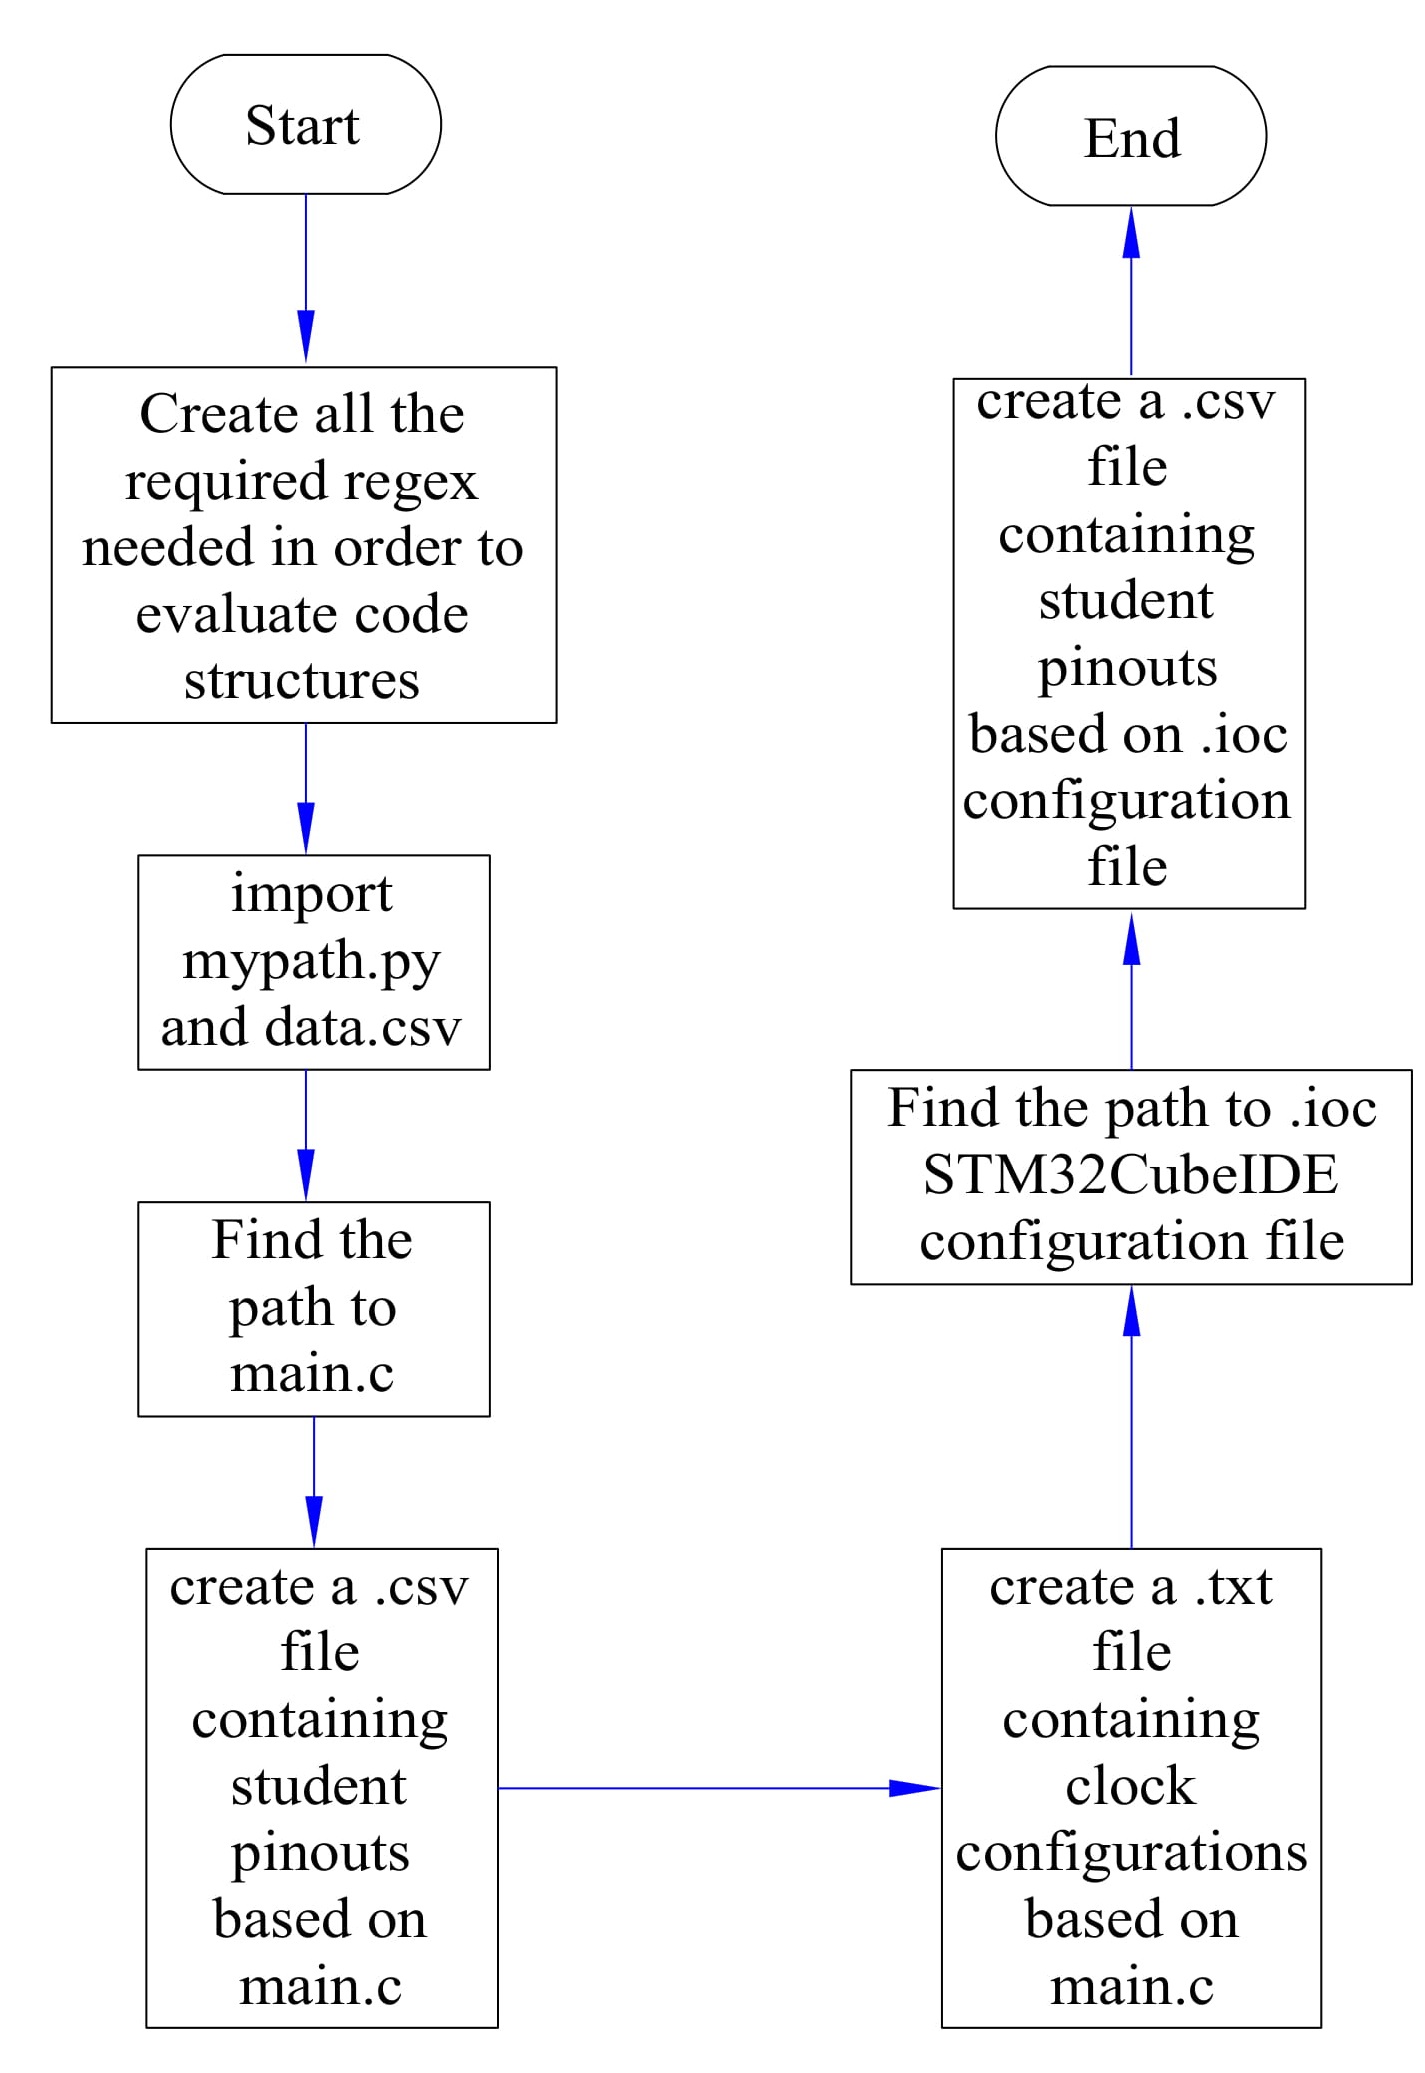 Start
Create all the
required regex
needed in order to
evaluate code
structures
import
mypath.py
and data.csv
Find the
path to
main.c
create a .csv
file
containing
student
pinouts
based on
main.c
create a .txt
file
containing
clock
configurations
based on
main.c
Find the path to .ioc
STM32CubeIDE
configuration file
create a .csv
file
containing
student
pinouts
based on .ioc
configuration
file
End